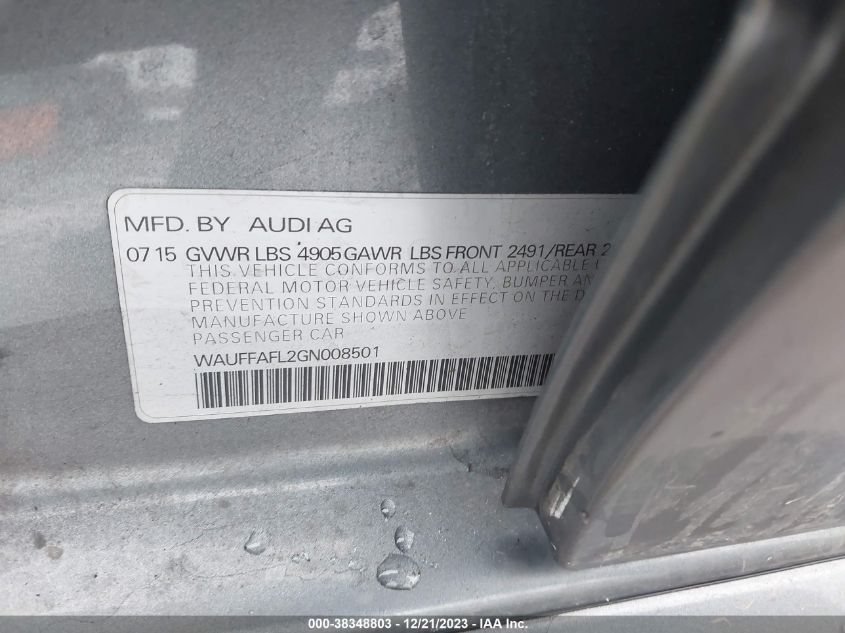 MFD. BY AUDI AG
07 15 GVWR LBS 4905 GAWR LBS FRONT 2491/REAR 2
THIS VEHICLE CONFORMS TO ALL APPLICABLE
FEDERAL MOTOR VEHICLE SAFETY, BUMPER AN
PREVENTION STANDARDS IN EFFECT ON THE D
MANUFACTURE SHOWN ABOVE
PASSENGER CAR
WAUFFAFL2GN008501
000-38348803 - 12/21/2023 - IAA Inc.